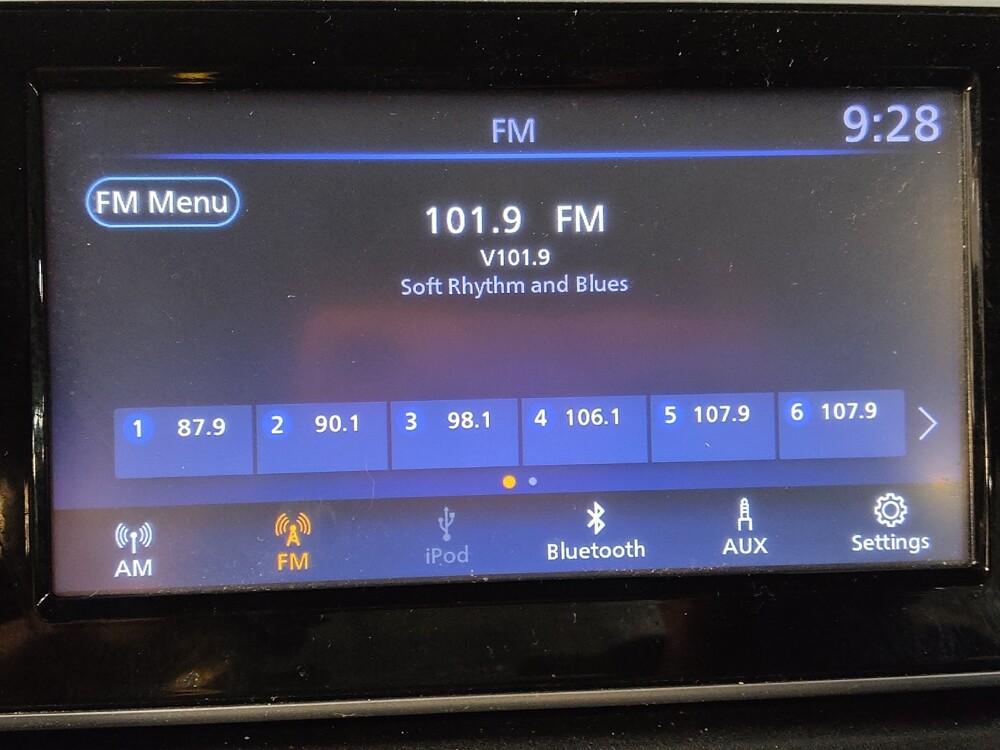 FM
9:28
FM Menu
101.9 FM
V101.9
Soft Rhythm and Blues
1 87.9
2 90.1
3 98.1
4 106.1
5 107.9
6 107.9
AM
FM
iPod
Bluetooth
AUX
Settings